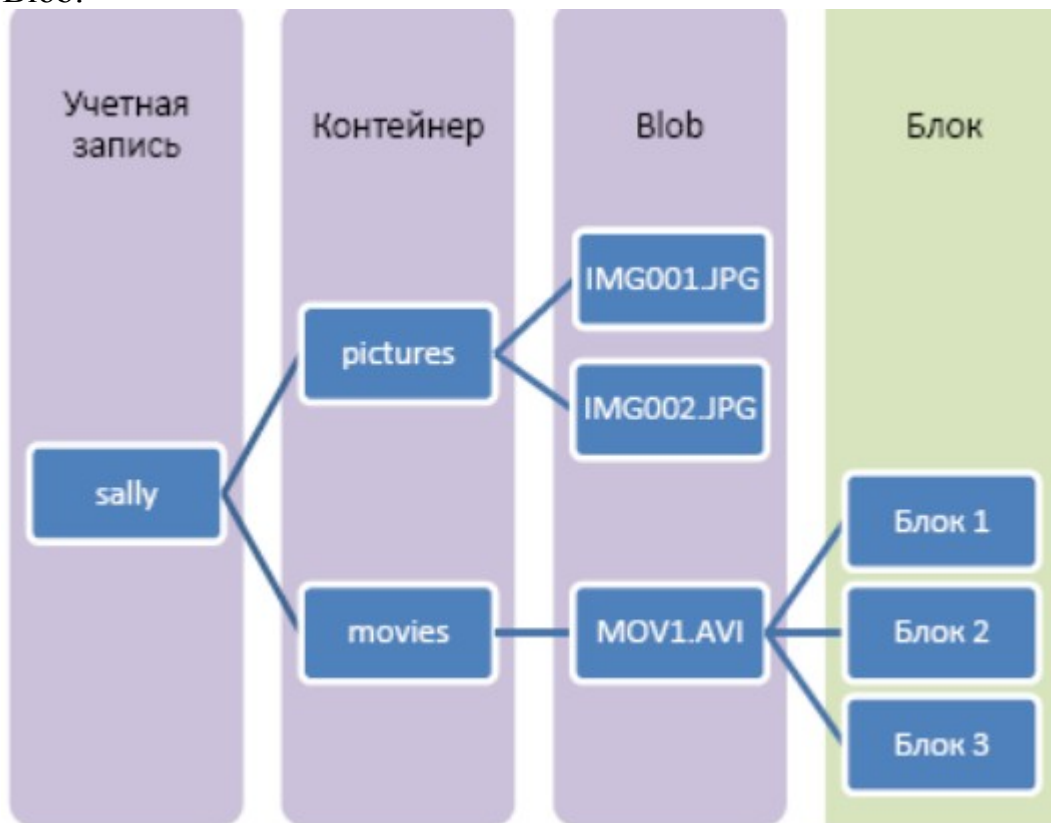 Blob:
Учетная
запись
Контейнер
Blob
Блок
IMG001.JPG
pictures
IMG002.JPG
sally
Блок 1
movies
MOV1.AVI
Блок 2
Блок 3